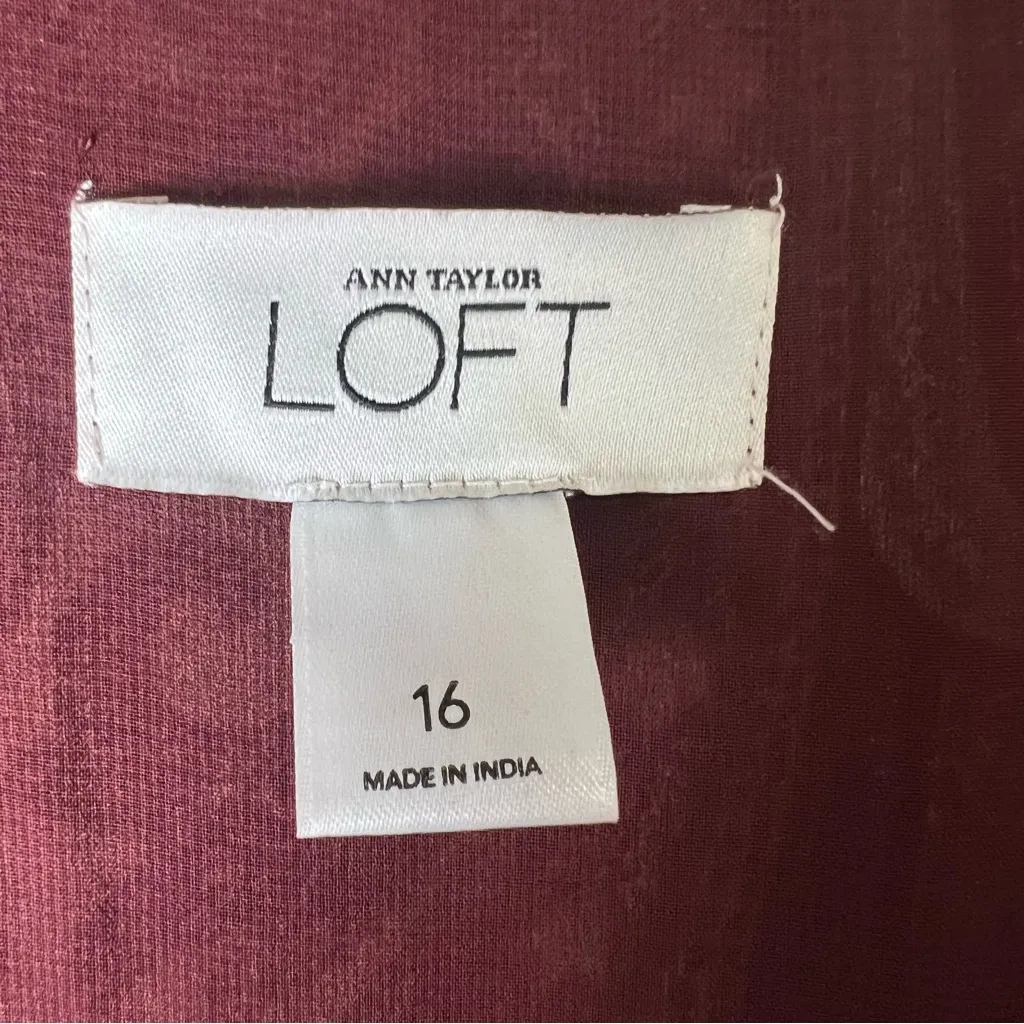 ANN TAYLOR
LOFT
16
MADE IN INDIA